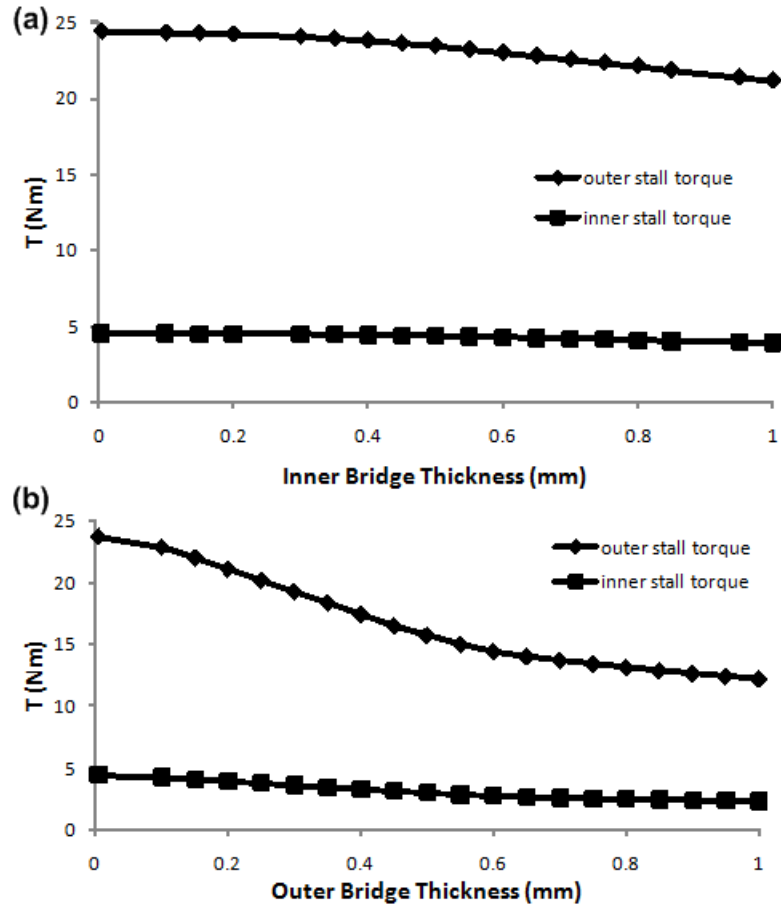 (a)
25
20
15
10
5
0
T (Nm)
outer stall torque
inner stall torque
0 0.2 0.4 0.6 0.8 1
Inner Bridge Thickness (mm)
(b)
25
20
15
10
5
0
T (Nm)
outer stall torque
inner stall torque
0 0.2 0.4 0.6 0.8 1
Outer Bridge Thickness (mm)